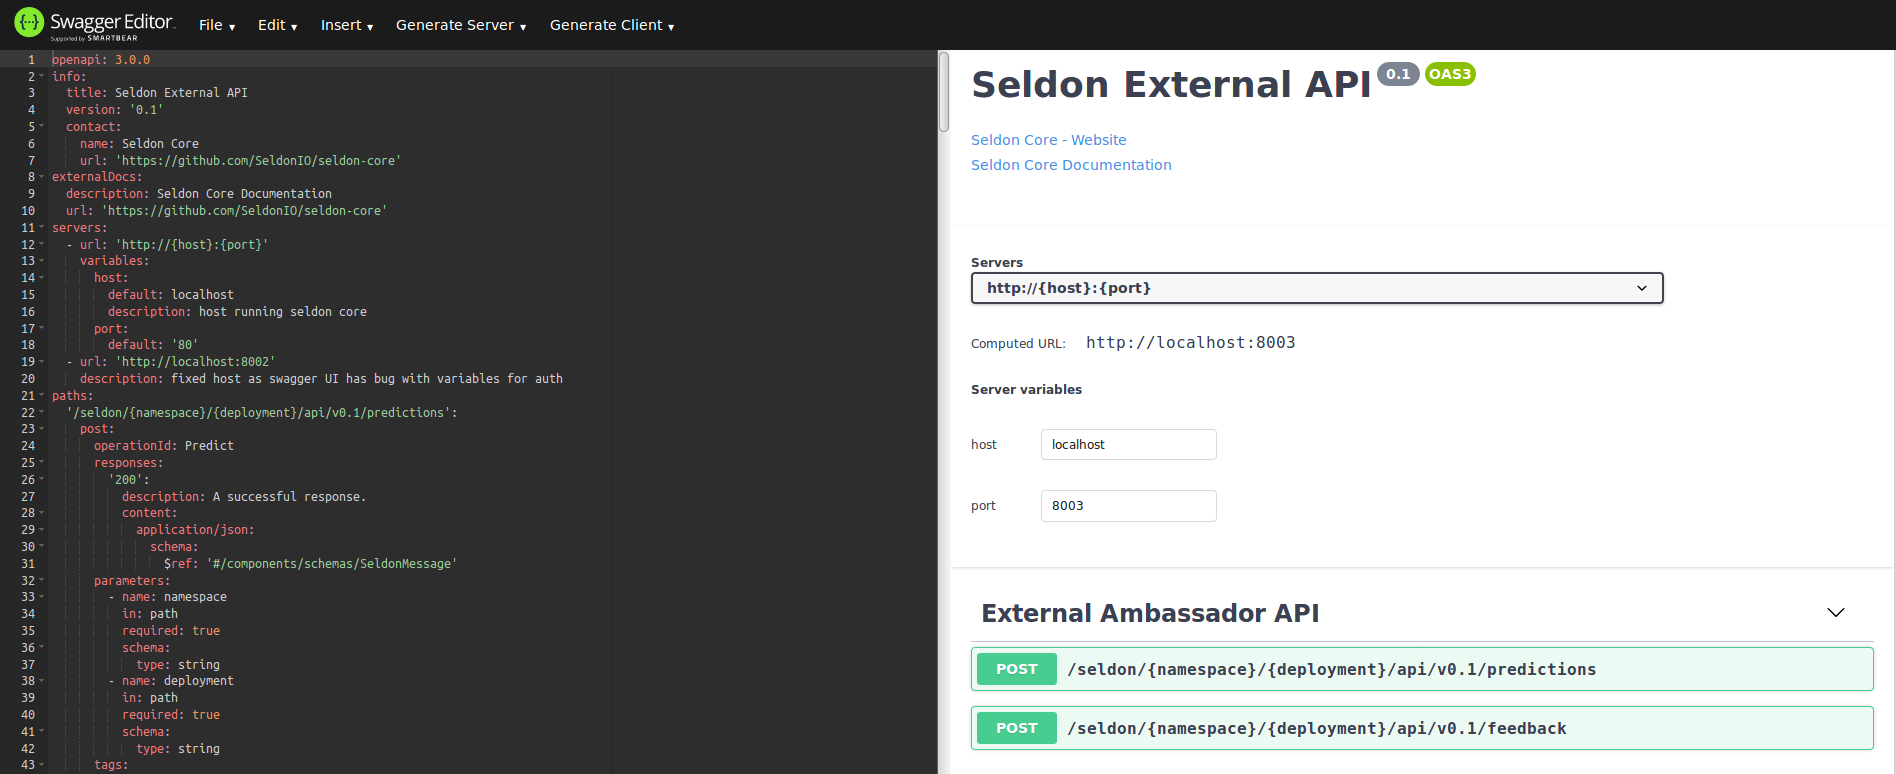 Swagger Editor
Supported by SMARTBEAR
File Edit Insert Generate Server Generate Client
1 openapi: 3.0.0
2 info:
3 title: Seldon External API
4 version: '0.1'
5 contact:
6 name: Seldon Core
7 url: 'https://github.com/SeldonIO/seldon-core'
8 externalDocs:
9 description: Seldon Core Documentation
10 url: 'https://github.com/SeldonIO/seldon-core'
11 servers:
12 - url: 'http://{host}:{port}'
13 variables:
14 host:
15 default: localhost
16 description: host running seldon core
17 port:
18 default: '80'
19 - url: 'http://localhost:8002'
20 description: fixed host as swagger UI has bug with variables for auth
21 paths:
22 '/seldon/{namespace}/{deployment}/api/v0.1/predictions':
23 post:
24 operationId: Predict
25 responses:
26 '200':
27 description: A successful response.
28 content:
29 application/json:
30 schema:
31 $ref: '#/components/schemas/SeldonMessage'
32 parameters:
33 - name: namespace
34 in: path
35 required: true
36 schema:
37 type: string
38 - name: deployment
39 in: path
40 required: true
41 schema:
42 type: string
43 tags:
Seldon External API 0.1 OAS3
Seldon Core - Website
Seldon Core Documentation
Servers
http://{host}:{port}
Computed URL: http://localhost:8003
Server variables
host localhost
port 8003
External Ambassador API
POST /seldon/{namespace}/{deployment}/api/v0.1/predictions
POST /seldon/{namespace}/{deployment}/api/v0.1/feedback